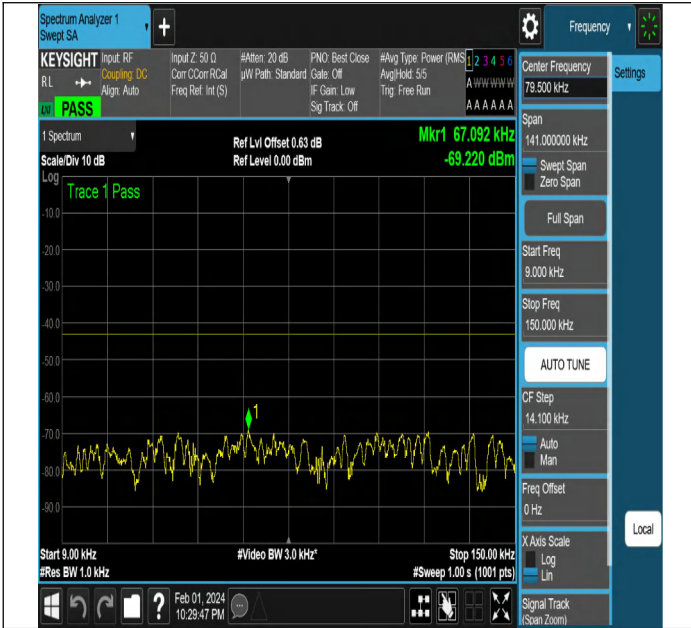 Spectrum Analyzer 1
Swept SA
+
Frequency
KEYSIGHT
RL
LXI PASS
Input: RF
Coupling: DC
Align: Auto
Input Z: 50 Ω
Corr CCorr RCal
Freq Ref: Int (S)
#Atten: 20 dB
µW Path: Standard
PNO: Best Close
Gate: Off
IF Gain: Low
Sig Track: Off
#Avg Type: Power (RMS
Avg|Hold: 5/5
Trig: Free Run
1 2 3 4 5 6
A W W W W W
A A A A A A
1 Spectrum
Scale/Div 10 dB
Ref Lvl Offset 0.63 dB
Ref Level 0.00 dBm
Mkr1 67.092 kHz
-69.220 dBm
Log
Trace 1 Pass
-10.0
-20.0
-30.0
-40.0
-50.0
-60.0
-70.0
-80.0
-90.0
1
Start 9.00 kHz
#Res BW 1.0 kHz
#Video BW 3.0 kHz*
Stop 150.00 kHz
#Sweep 1.00 s (1001 pts)
?
Feb 01, 2024
10:29:47 PM
Center Frequency
79.500 kHz
Settings
Span
141.000000 kHz
Swept Span
Zero Span
Full Span
Start Freq
9.000 kHz
Stop Freq
150.000 kHz
AUTO TUNE
CF Step
14.100 kHz
Auto
Man
Freq Offset
0 Hz
X Axis Scale
Log
Lin
Local
Signal Track
(Span Zoom)